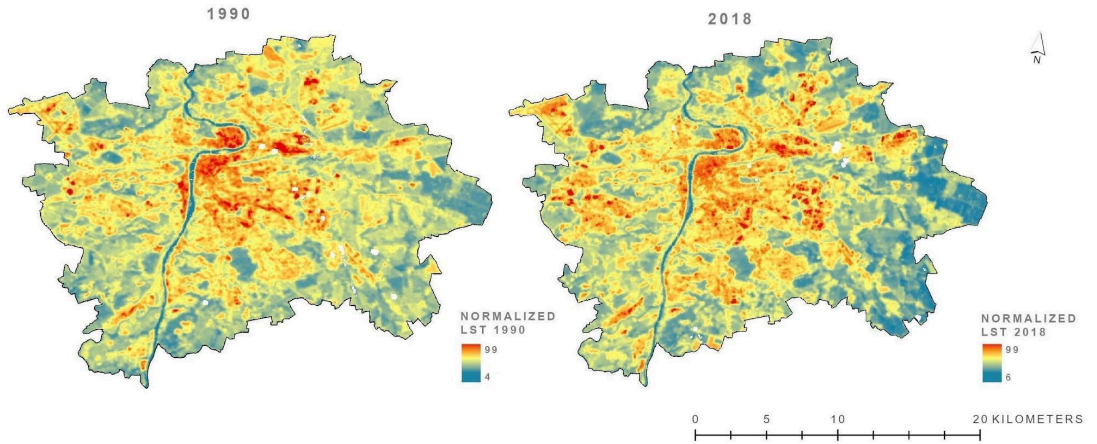 1990
2018
N
NORMALIZED
LST 1990
99
4
NORMALIZED
LST 2018
99
6
0 5 10 20 KILOMETERS